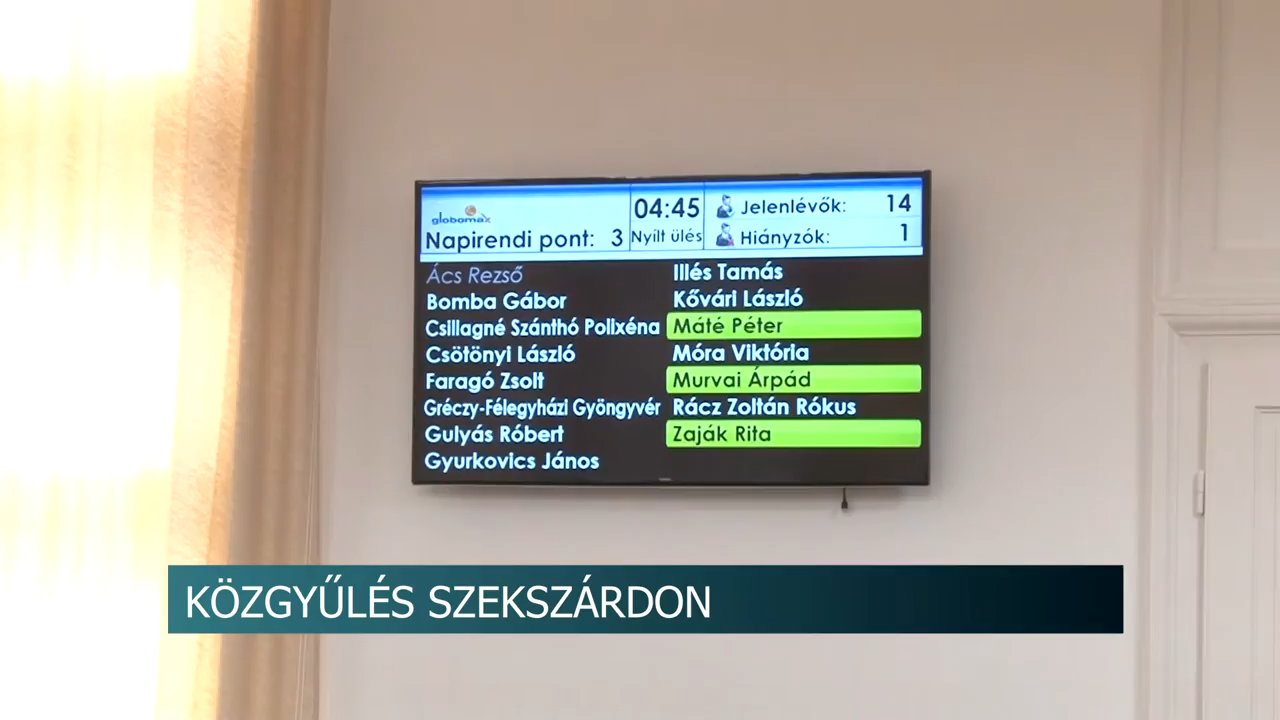 globomax
Napirendi pont: 3
04:45
Nyílt ülés
Jelenlévők: 14
Hiányzók: 1
Ács Rezső
Bomba Gábor
Csillagné Szánthó Polixéna
Csötönyi László
Faragó Zsolt
Gréczy-Félegyházi Gyöngyvér
Gulyás Róbert
Gyurkovics János
Illés Tamás
Kővári László
Máté Péter
Móra Viktória
Murvai Árpád
Rácz Zoltán Rókus
Zaják Rita
KÖZGYŰLÉS SZEKSZÁRDON